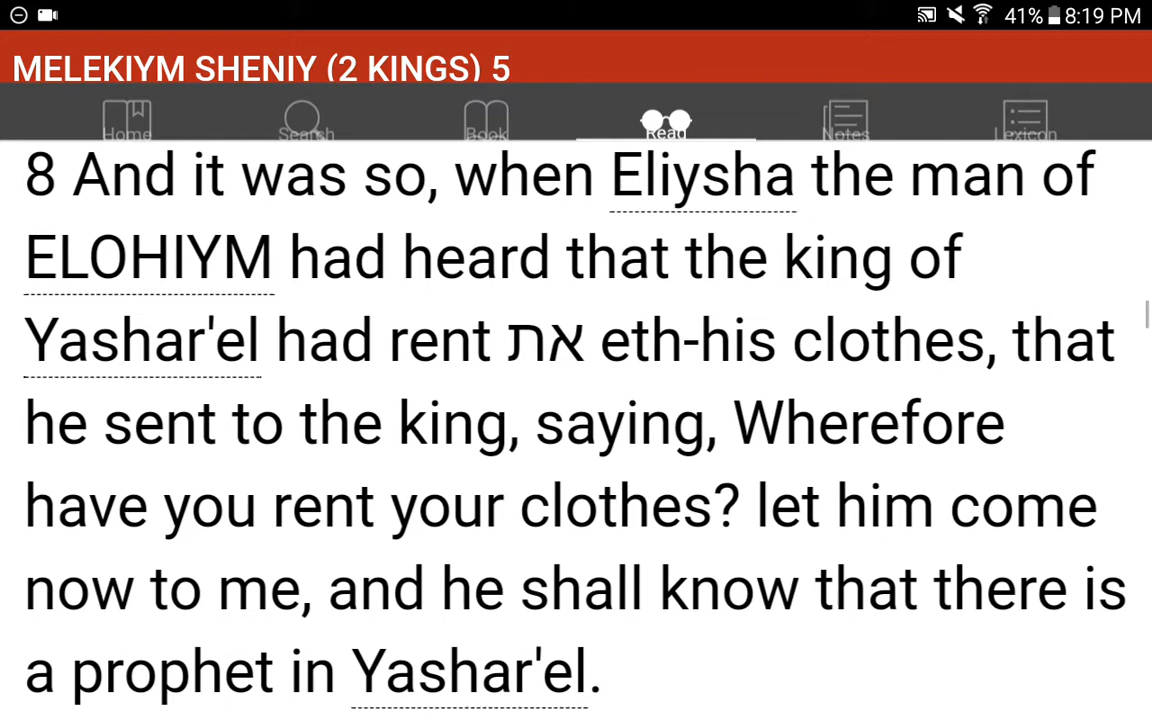 41% 8:19 PM
MELEKIYM SHENIY (2 KINGS) 5
Home Search Book Read Notes Lexicon
8 And it was so, when Eliysha the man of
ELOHIYM had heard that the king of
Yashar'el had rent את eth-his clothes, that
he sent to the king, saying, Wherefore
have you rent your clothes? let him come
now to me, and he shall know that there is
a prophet in Yashar'el.